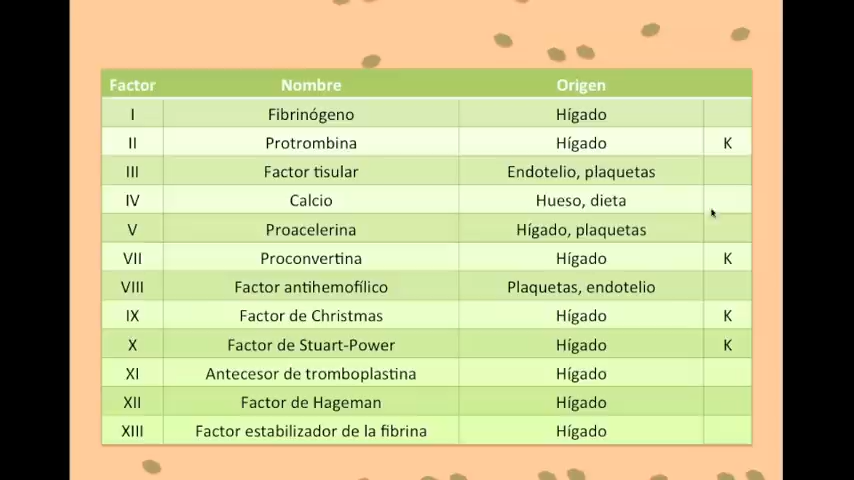 Factor Nombre Origen
I Fibrinógeno Hígado
II Protrombina Hígado K
III Factor tisular Endotelio, plaquetas
IV Calcio Hueso, dieta
V Proacelerina Hígado, plaquetas
VII Proconvertina Hígado K
VIII Factor antihemofílico Plaquetas, endotelio
IX Factor de Christmas Hígado K
X Factor de Stuart-Power Hígado K
XI Antecesor de tromboplastina Hígado
XII Factor de Hageman Hígado
XIII Factor estabilizador de la fibrina Hígado